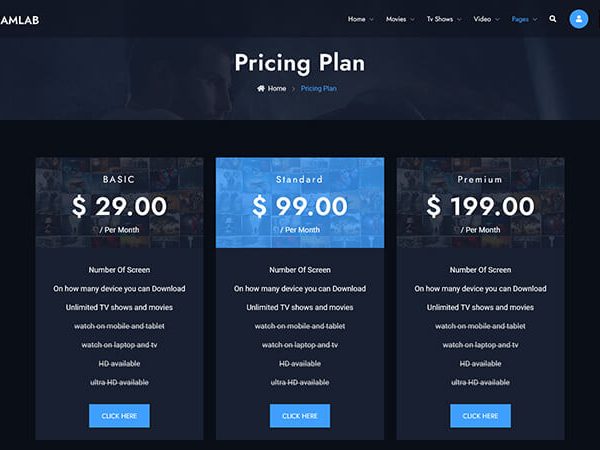 AMLAB
Home Movies Tv Shows Video Pages
Pricing Plan
Home > Pricing Plan
BASIC
$ 29.00
/ Per Month
Number Of Screen
On how many device you can Download
Unlimited TV shows and movies
watch on mobile and tablet
watch on laptop and tv
HD available
ultra HD available
CLICK HERE
Standard
$ 99.00
/ Per Month
Number Of Screen
On how many device you can Download
Unlimited TV shows and movies
watch on mobile and tablet
watch on laptop and tv
HD available
ultra HD available
CLICK HERE
Premium
$ 199.00
/ Per Month
Number Of Screen
On how many device you can Download
Unlimited TV shows and movies
watch on mobile and tablet
watch on laptop and tv
HD available
ultra HD available
CLICK HERE